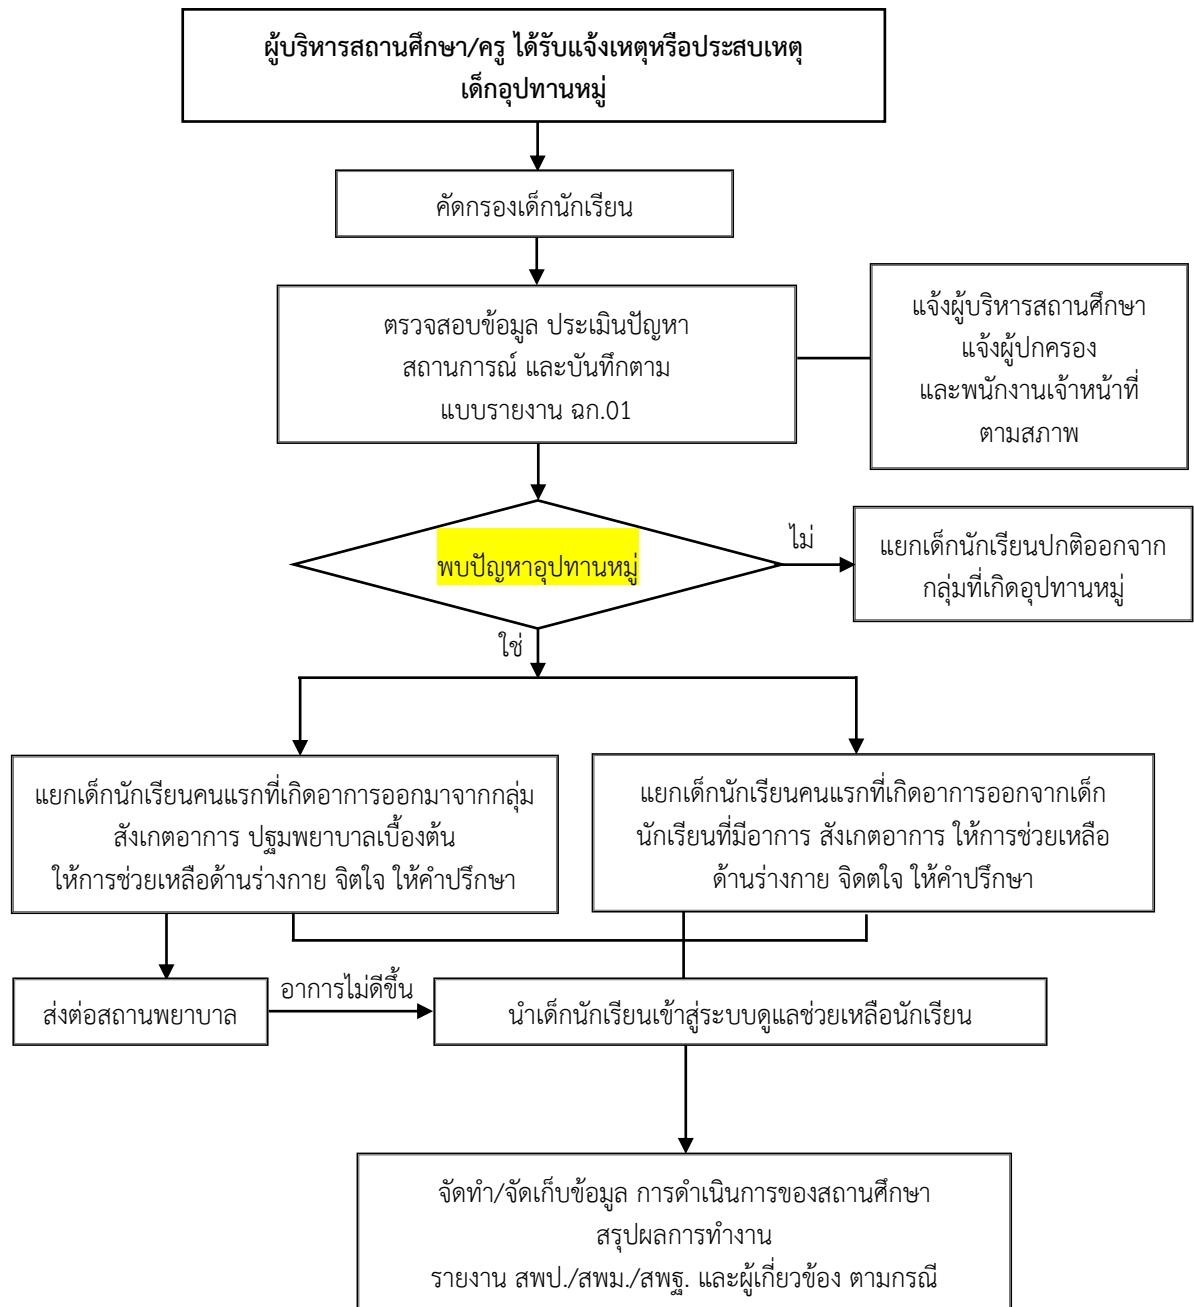 ผู้บริหารสถานศึกษา/ครู ได้รับแจ้งเหตุหรือประสบเหตุ
เด็กอุปทานหมู่
คัดกรองเด็กนักเรียน
ตรวจสอบข้อมูล ประเมินปัญหา
สถานการณ์ และบันทึกตาม
แบบรายงาน ฉก.01
แจ้งผู้บริหารสถานศึกษา
แจ้งผู้ปกครอง
และพนักงานเจ้าหน้าที่
ตามสภาพ
พบปัญหาอุปทานหมู่
ไม่
แยกเด็กนักเรียนปกติออกจาก
กลุ่มที่เกิดอุปทานหมู่
ใช่
แยกเด็กนักเรียนคนแรกที่เกิดอาการออกมาจากกลุ่ม
สังเกตอาการ ปฐมพยาบาลเบื้องต้น
ให้การช่วยเหลือด้านร่างกาย จิตใจ ให้คำปรึกษา
แยกเด็กนักเรียนคนแรกที่เกิดอาการออกจากเด็ก
นักเรียนที่มีอาการ สังเกตอาการ ให้การช่วยเหลือ
ด้านร่างกาย จิดตใจ ให้คำปรึกษา
ส่งต่อสถานพยาบาล
อาการไม่ดีขึ้น
นำเด็กนักเรียนเข้าสู่ระบบดูแลช่วยเหลือนักเรียน
จัดทำ/จัดเก็บข้อมูล การดำเนินการของสถานศึกษา
สรุปผลการทำงาน
รายงาน สพป./สพม./สพฐ. และผู้เกี่ยวข้อง ตามกรณี